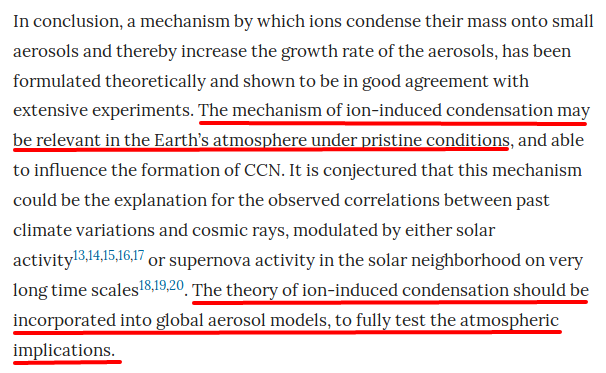 In conclusion, a mechanism by which ions condense their mass onto small
aerosols and thereby increase the growth rate of the aerosols, has been
formulated theoretically and shown to be in good agreement with
extensive experiments. The mechanism of ion-induced condensation may
be relevant in the Earth's atmosphere under pristine conditions, and able
to influence the formation of CCN. It is conjectured that this mechanism
could be the explanation for the observed correlations between past
climate variations and cosmic rays, modulated by either solar
activity13,14,15,16,17 or supernova activity in the solar neighborhood on very
long time scales18,19,20. The theory of ion-induced condensation should be
incorporated into global aerosol models, to fully test the atmospheric
implications.